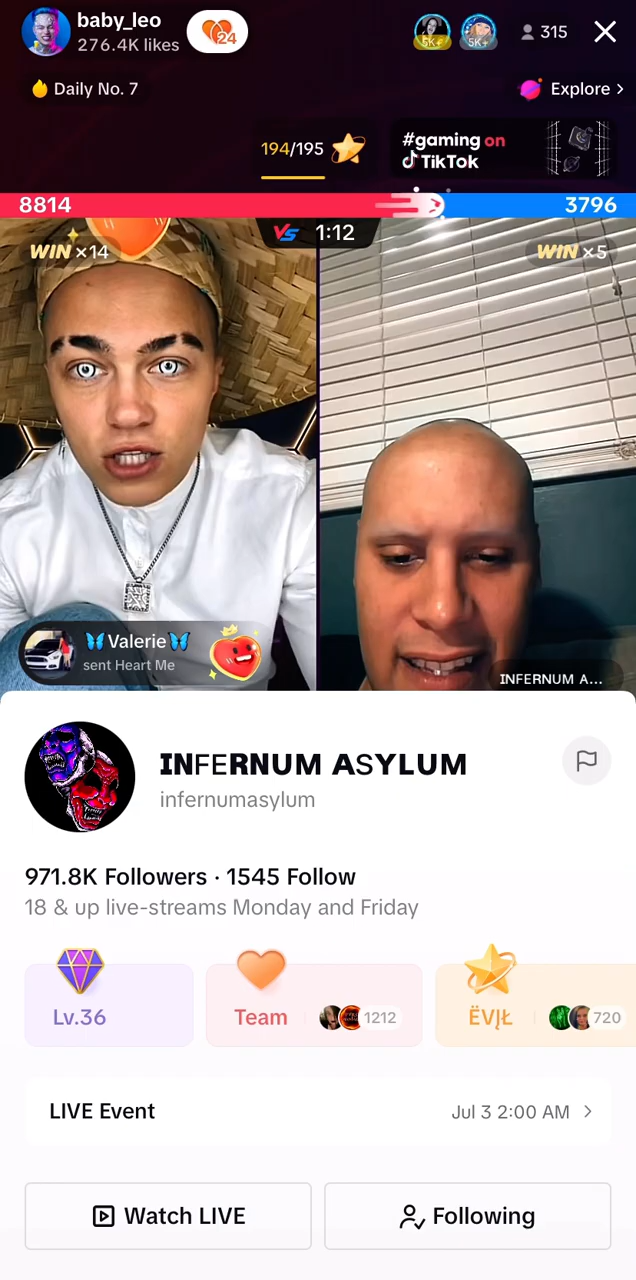 baby_leo
276.4K likes
24
5K+
5K+
315
Daily No. 7
Explore
194/195
#gaming on
TikTok
8814
VS 1:12
3796
WIN ×14
WIN ×5
🦋Valerie🦋
sent Heart Me
INFERNUM A...
INFERNUM ASYLUM
infernumasylum
971.8K Followers · 1545 Follow
18 & up live-streams Monday and Friday
Lv.36
Team
1212
ËVĮŁ
720
LIVE Event
Jul 3 2:00 AM
Watch LIVE
Following